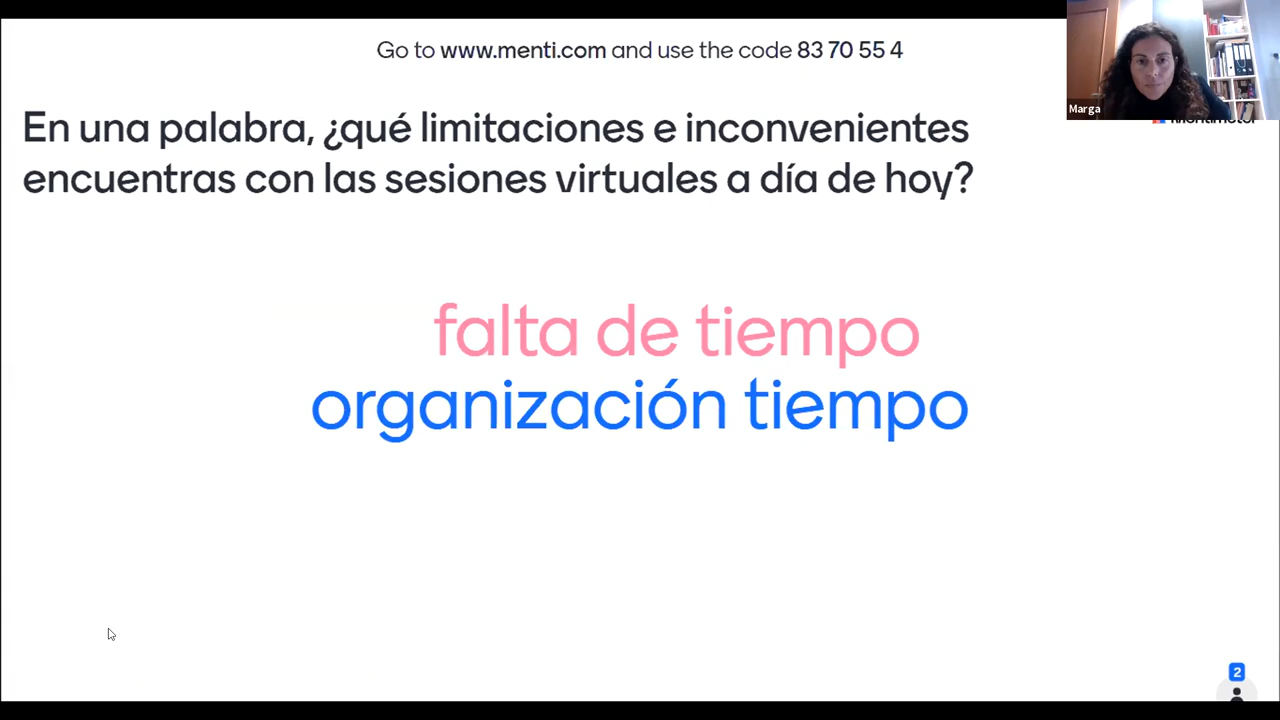 Go to www.menti.com and use the code 83 70 55 4
Marga
En una palabra, ¿qué limitaciones e inconvenientes
encuentras con las sesiones virtuales a día de hoy?
falta de tiempo
organización tiempo
2